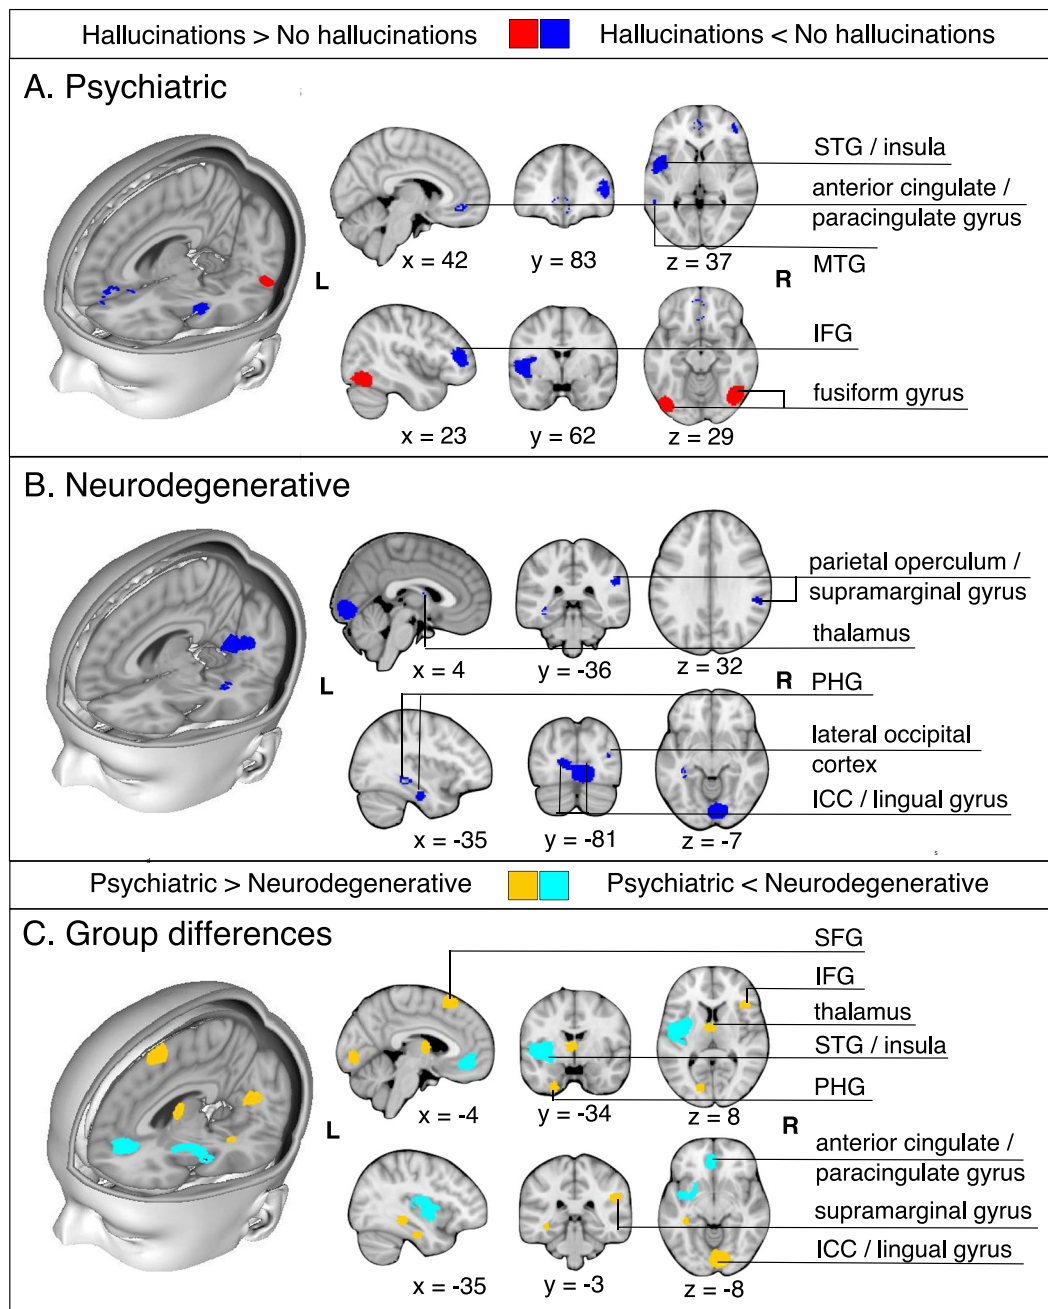 Hallucinations > No hallucinations
Hallucinations < No hallucinations
A. Psychiatric
STG / insula
anterior cingulate /
paracingulate gyrus
MTG
x = 42
y = 83
z = 37
L
R
IFG
fusiform gyrus
x = 23
y = 62
z = 29
B. Neurodegenerative
parietal operculum /
supramarginal gyrus
thalamus
x = 4
y = -36
z = 32
L
R
PHG
lateral occipital
cortex
ICC / lingual gyrus
x = -35
y = -81
z = -7
Psychiatric > Neurodegenerative
Psychiatric < Neurodegenerative
C. Group differences
SFG
IFG
thalamus
STG / insula
PHG
x = -4
y = -34
z = 8
L
R
anterior cingulate /
paracingulate gyrus
supramarginal gyrus
ICC / lingual gyrus
x = -35
y = -3
z = -8